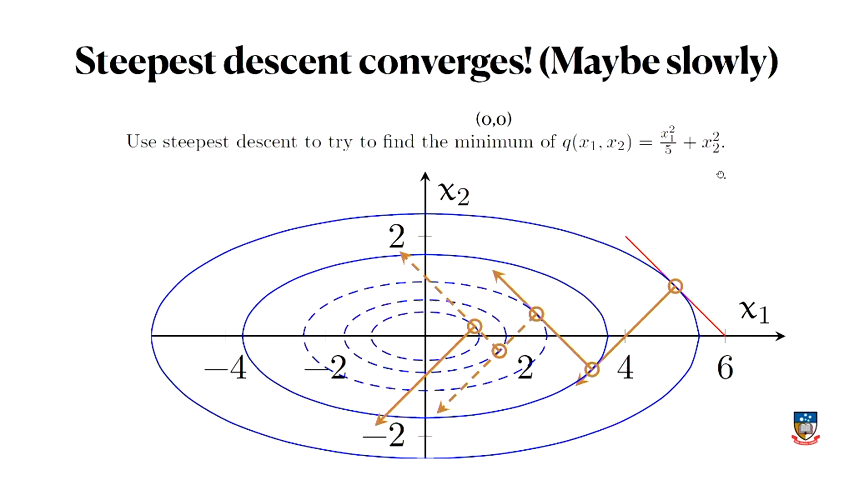 Steepest descent converges! (Maybe slowly)
(0,0)
Use steepest descent to try to find the minimum of q(x₁, x₂) = x₁²/5 + x₂².
x₂
2
x₁
−4 −2 2 4 6
−2